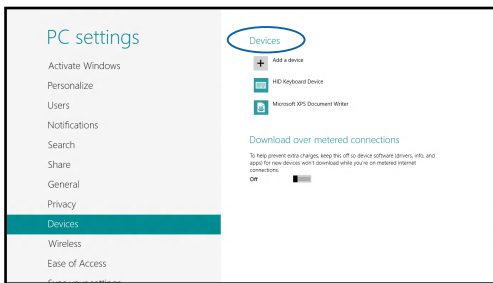 PC settings
Activate Windows
Personalize
Users
Notifications
Search
Share
General
Privacy
Devices
Wireless
Ease of Access
Sync your settings
Devices
Add a device
HID Keyboard Device
Microsoft XPS Document Writer
Download over metered connections
To help prevent extra charges, keep this off so device software (drivers, info, and
apps) for new devices won't download while you're on metered Internet
connections.
Off